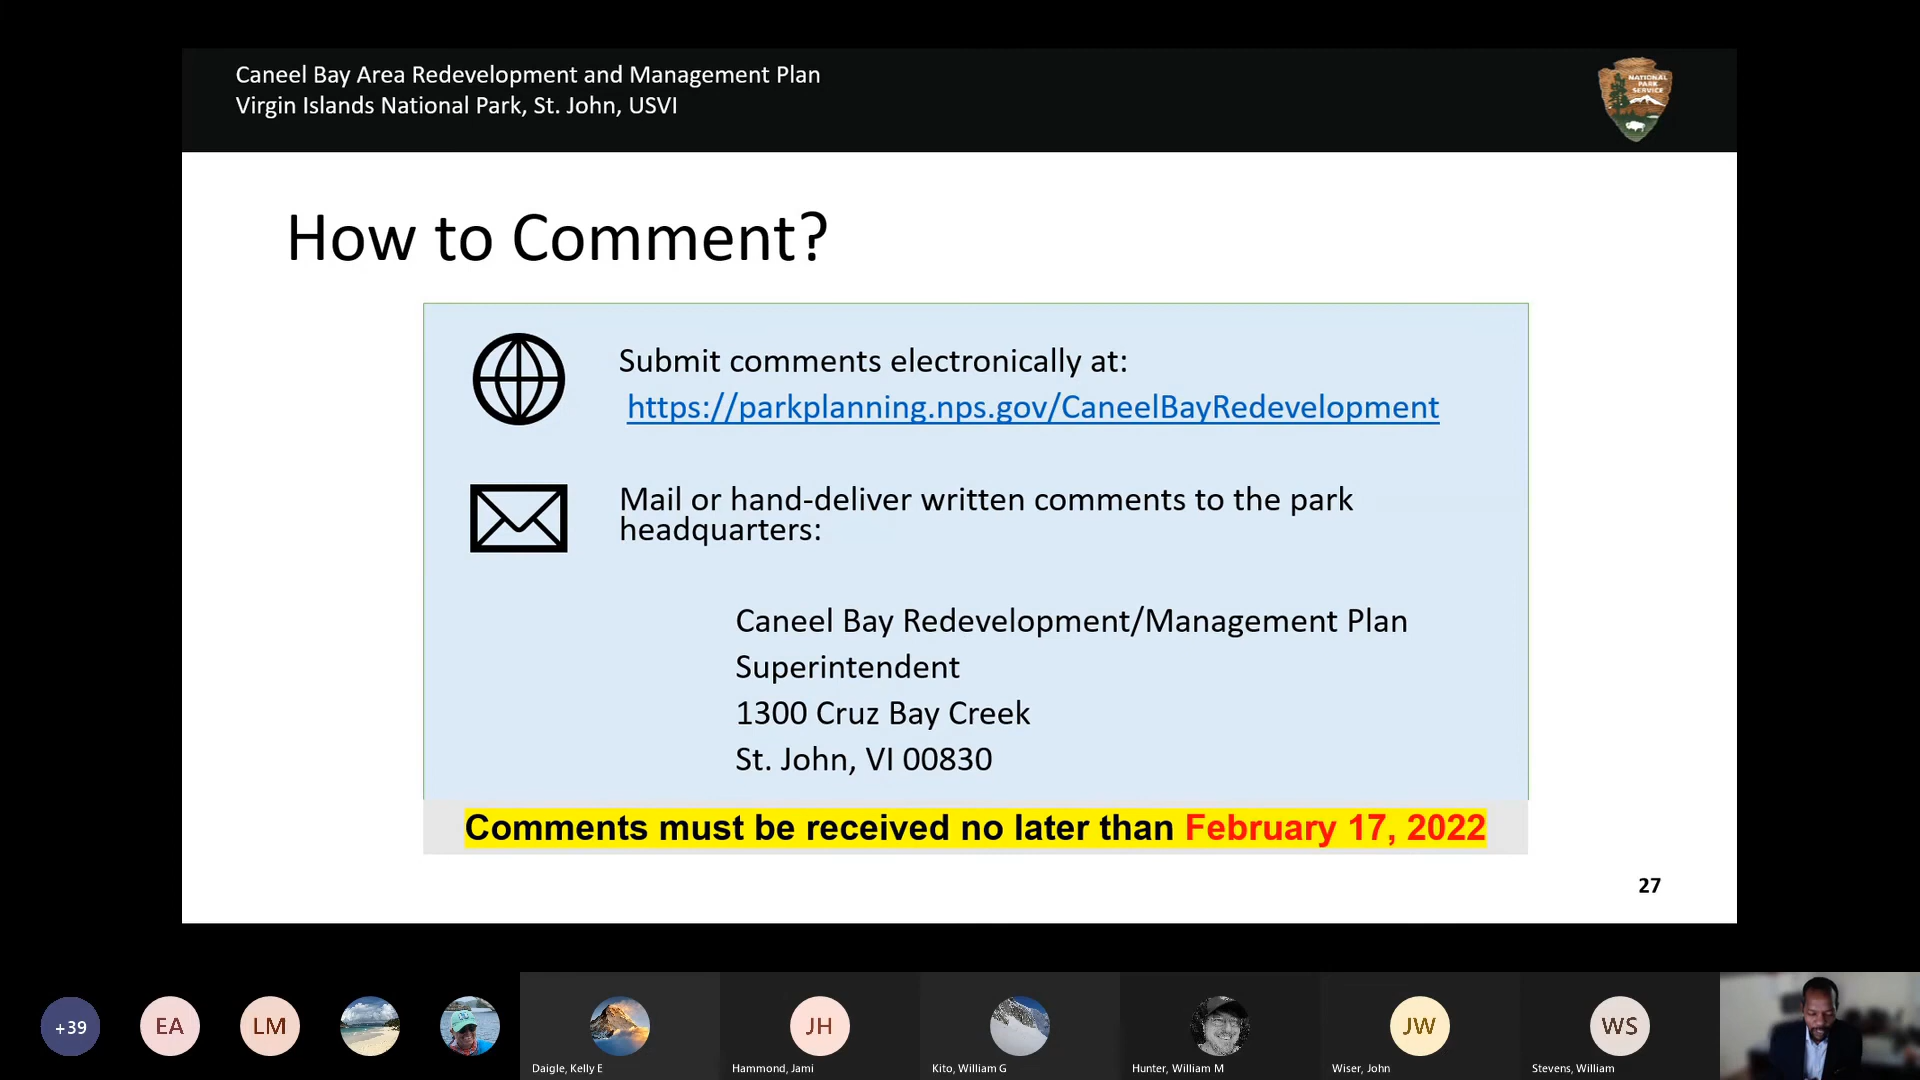 Caneel Bay Area Redevelopment and Management Plan
Virgin Islands National Park, St. John, USVI
NATIONAL
PARK
SERVICE
How to Comment?
Submit comments electronically at:
https://parkplanning.nps.gov/CaneelBayRedevelopment
Mail or hand-deliver written comments to the park
headquarters:
Caneel Bay Redevelopment/Management Plan
Superintendent
1300 Cruz Bay Creek
St. John, VI 00830
Comments must be received no later than February 17, 2022
27
+39
EA
LM
JH
JW
WS
Daigle, Kelly E
Hammond, Jami
Kito, William G
Hunter, William M
Wiser, John
Stevens, William